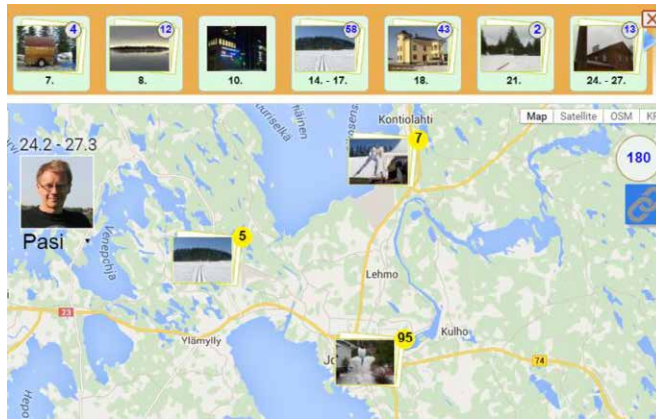 4
12
58
43
2
13
7.
8.
10.
14. - 17.
18.
21.
24. - 27.
Kontiolahti
Map
Satellite
OSM
24.2 - 27.3
7
180
Pasi
5
Lehmo
23
Ylämylly
95
Kulho
74